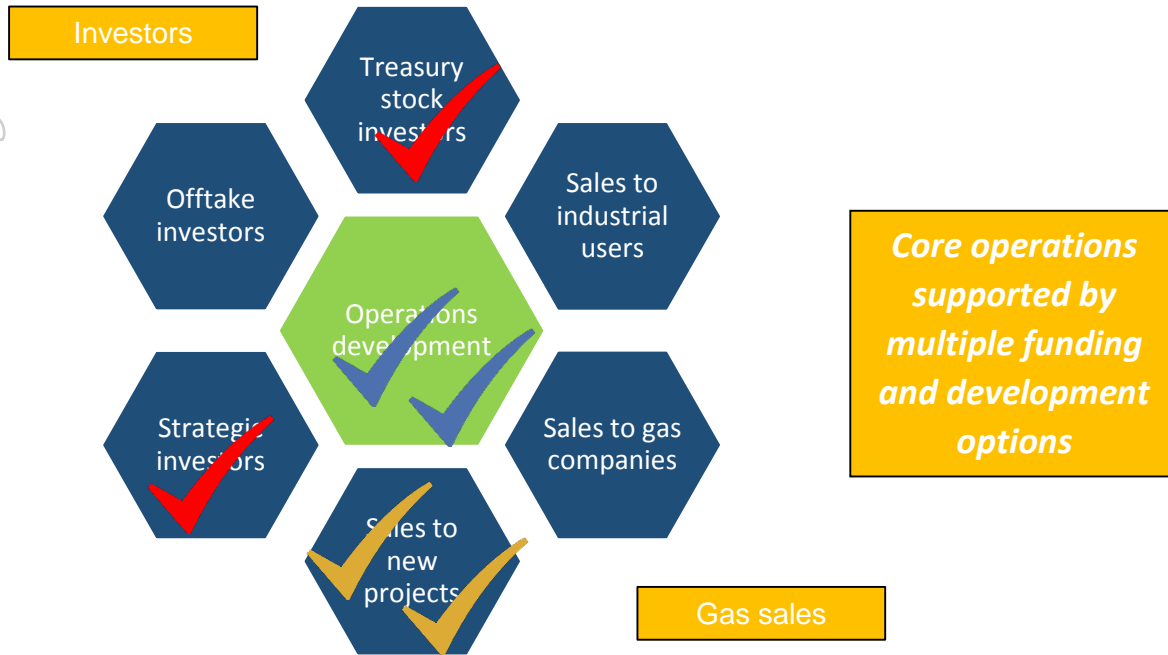 Investors
Treasury
stock
investors
Offtake
investors
Sales to
industrial
users
Operations
development
Core operations
supported by
multiple funding
and development
options
Strategic
investors
Sales to gas
companies
Sales to
new
projects
Gas sales